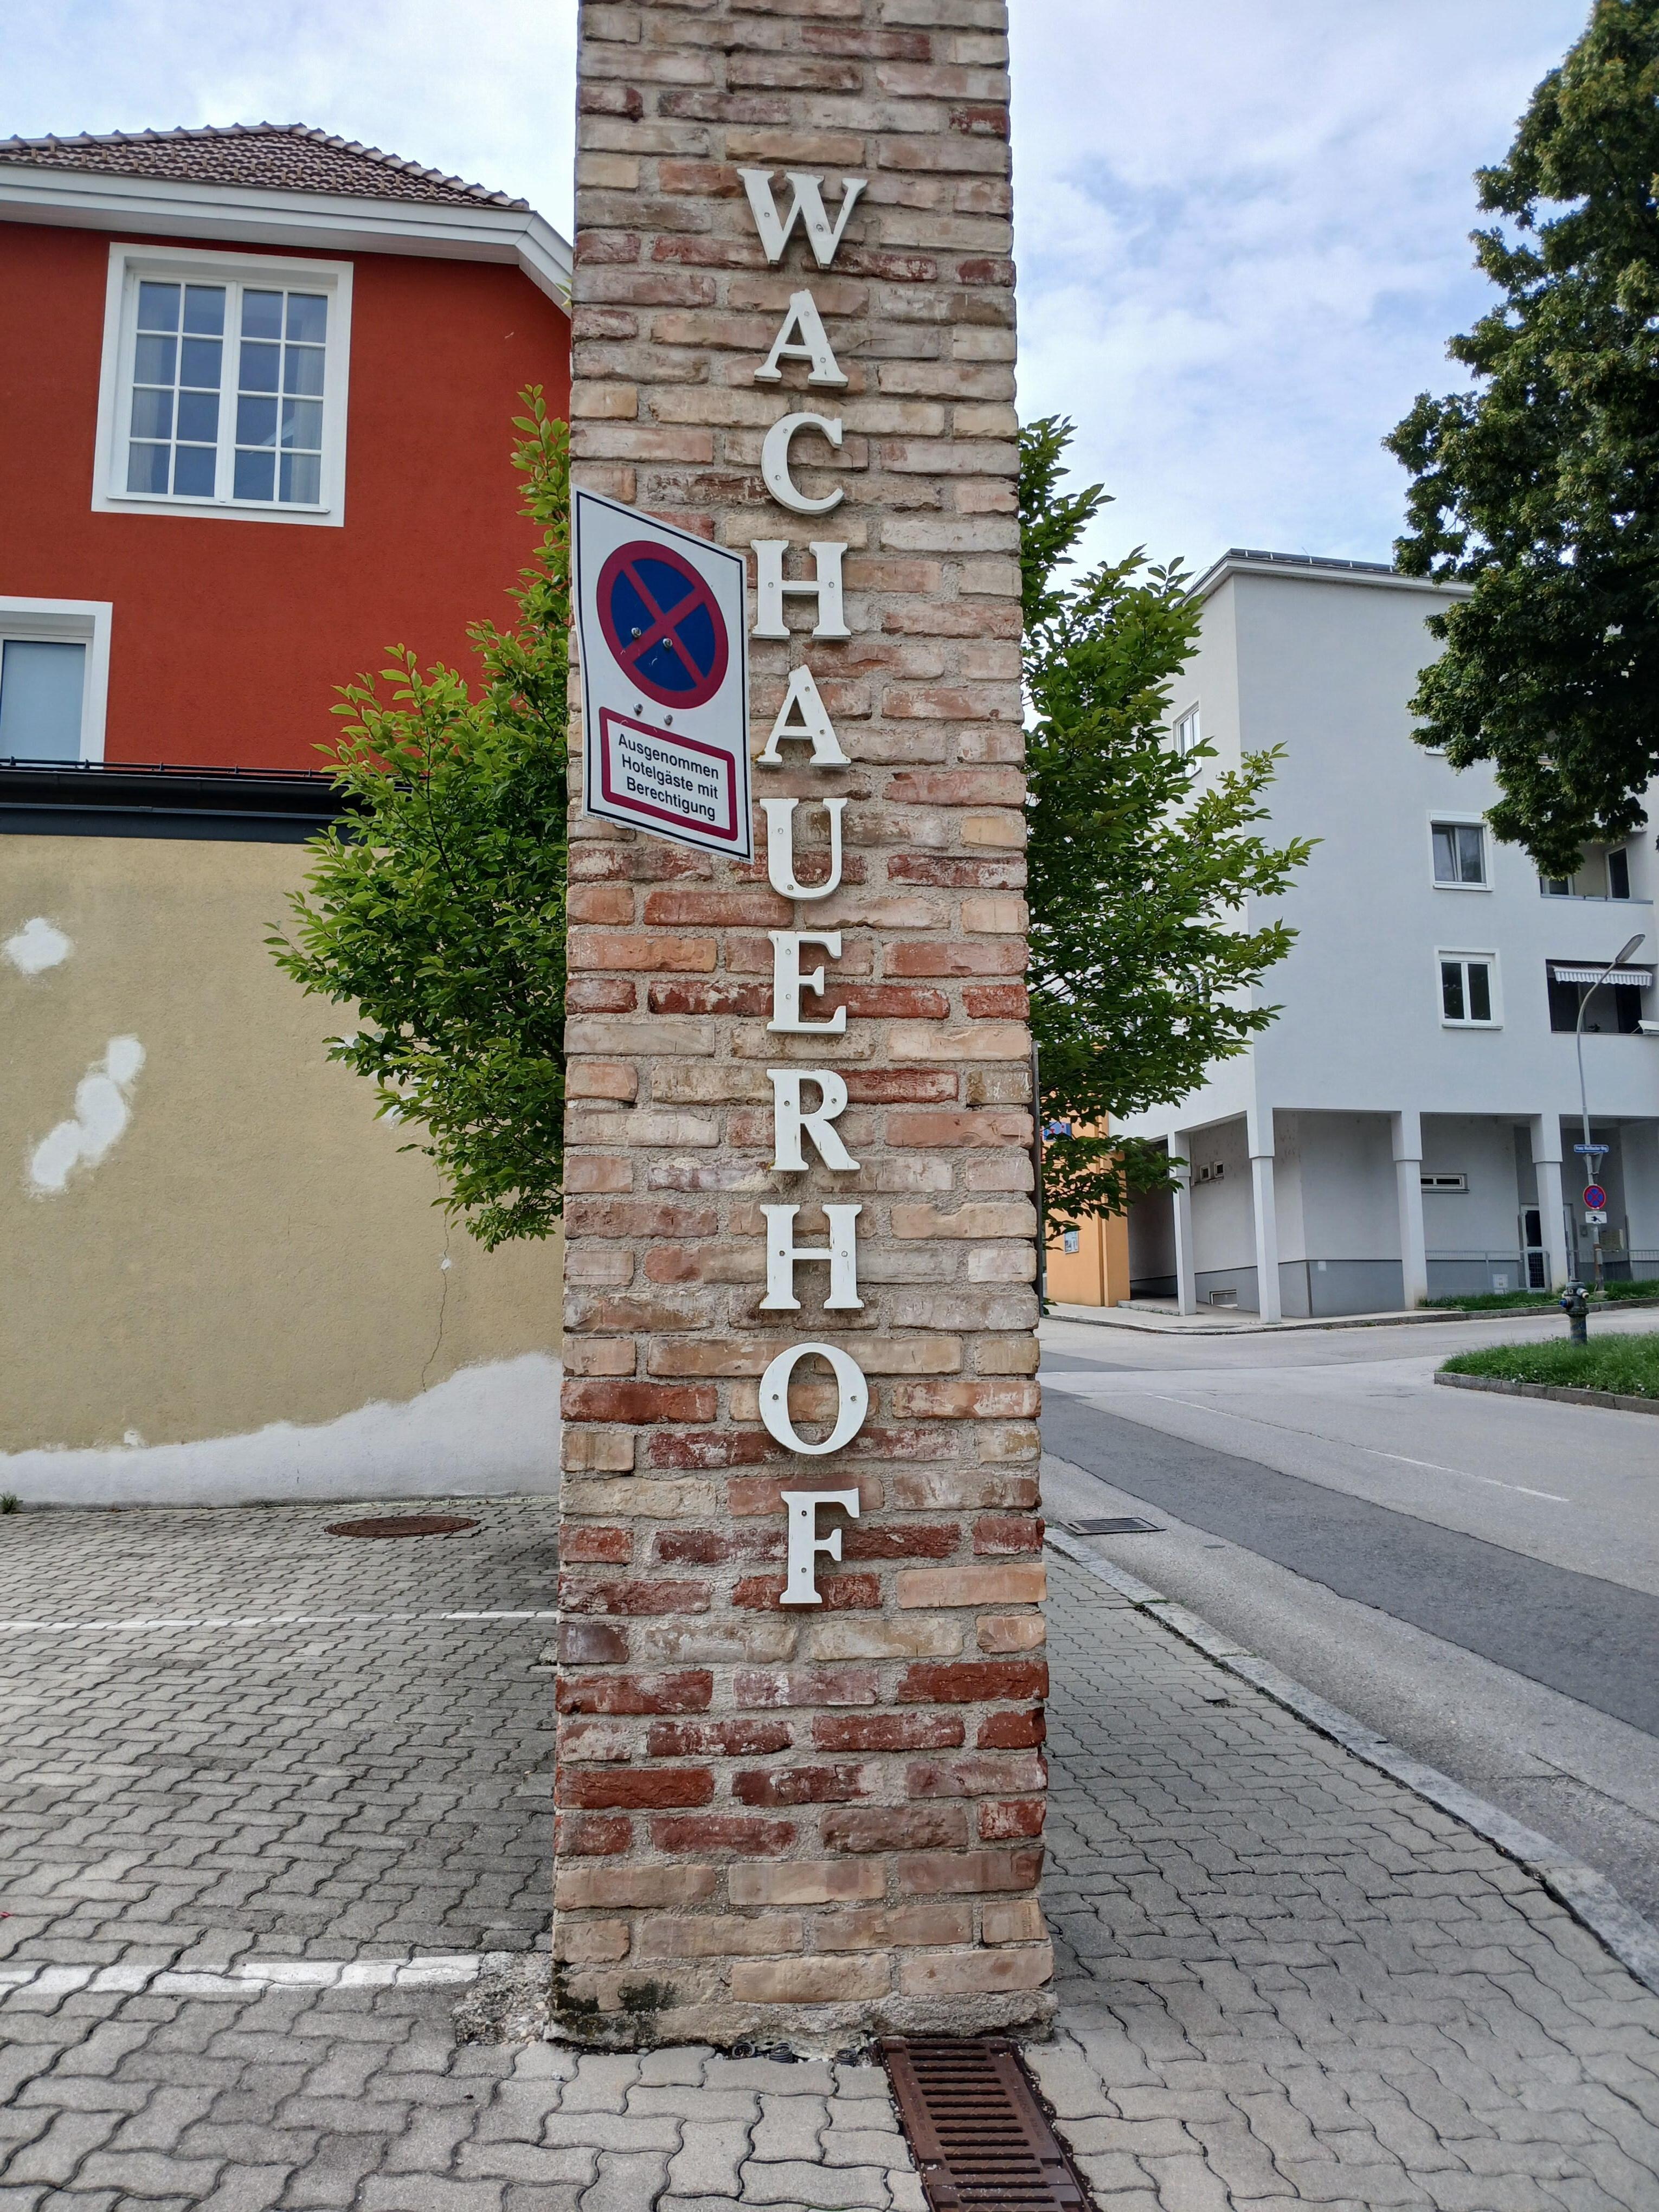 WACHAUERHOF
Ausgenommen
Hotelgäste mit
Berechtigung